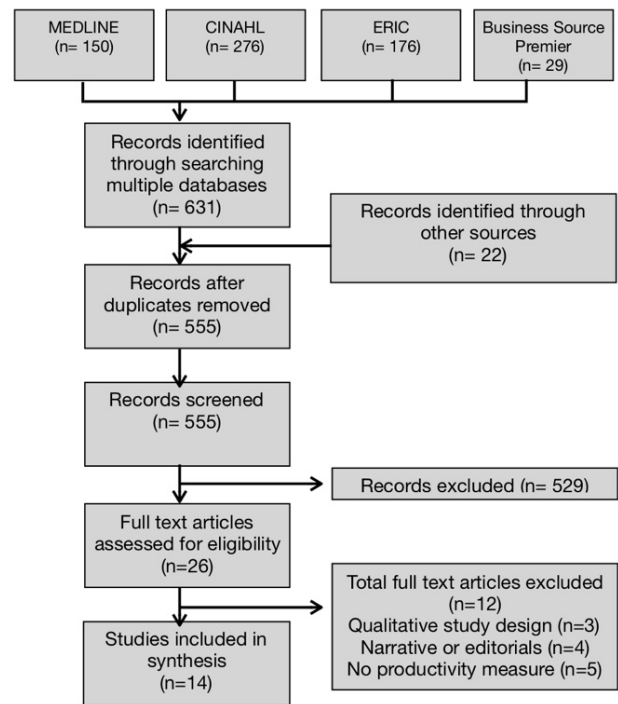 MEDLINE
(n= 150)
CINAHL
(n= 276)
ERIC
(n= 176)
Business Source
Premier
(n= 29)
Records identified
through searching
multiple databases
(n= 631)
Records identified through
other sources
(n= 22)
Records after
duplicates removed
(n= 555)
Records screened
(n= 555)
Records excluded (n= 529)
Full text articles
assessed for eligibility
(n=26)
Total full text articles excluded
(n=12)
Qualitative study design (n=3)
Narrative or editorials (n=4)
No productivity measure (n=5)
Studies included in
synthesis
(n=14)